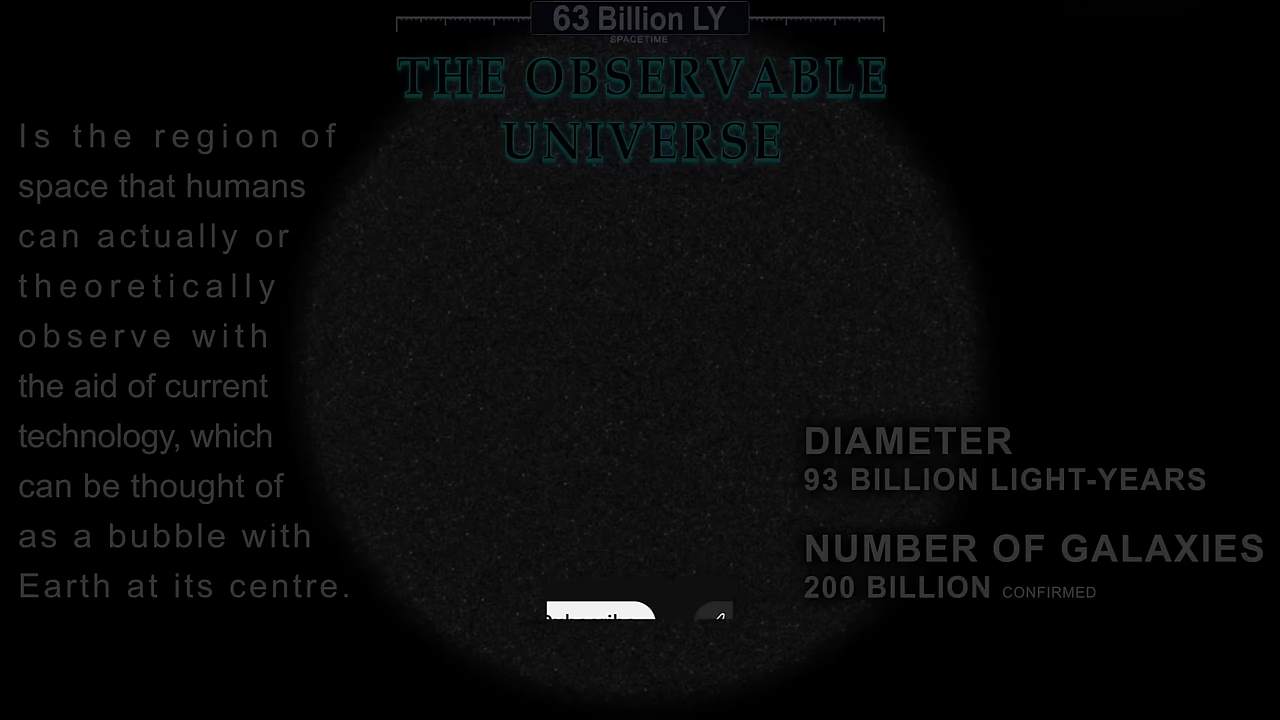 63 Billion LY
SPACETIME
THE OBSERVABLE
UNIVERSE
Is the region of
space that humans
can actually or
theoretically
observe with
the aid of current
technology, which
can be thought of
as a bubble with
Earth at its centre.
DIAMETER
93 BILLION LIGHT-YEARS
NUMBER OF GALAXIES
200 BILLION CONFIRMED